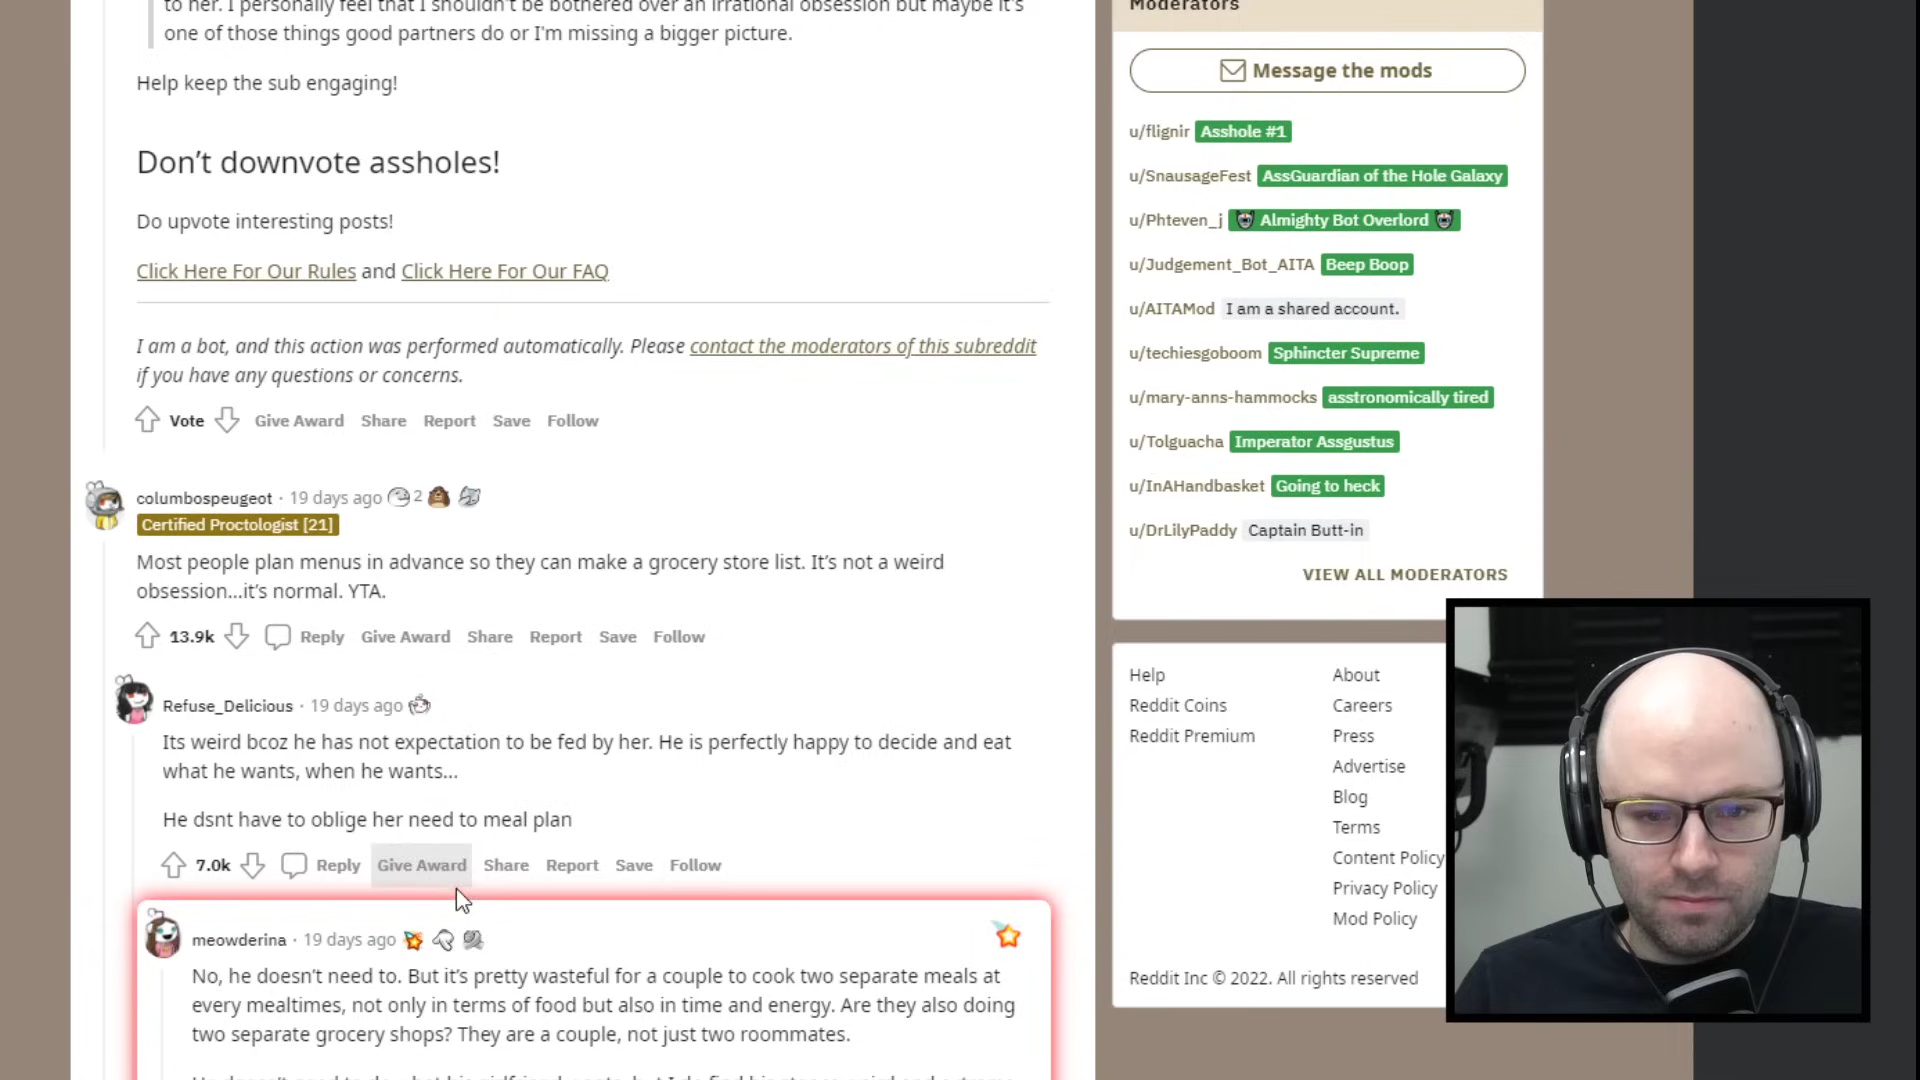 to her. I personally feel that I shouldn't be bothered over an irrational obsession but maybe it's
one of those things good partners do or I'm missing a bigger picture.
Help keep the sub engaging!
Don't downvote assholes!
Do upvote interesting posts!
Click Here For Our Rules and Click Here For Our FAQ
I am a bot, and this action was performed automatically. Please contact the moderators of this subreddit
if you have any questions or concerns.
Vote Give Award Share Report Save Follow
columbospeugeot · 19 days ago 2
Certified Proctologist [21]
Most people plan menus in advance so they can make a grocery store list. It's not a weird
obsession...it's normal. YTA.
13.9k Reply Give Award Share Report Save Follow
Refuse_Delicious · 19 days ago
Its weird bcoz he has not expectation to be fed by her. He is perfectly happy to decide and eat
what he wants, when he wants...
He dsnt have to oblige her need to meal plan
7.0k Reply Give Award Share Report Save Follow
meowderina · 19 days ago
No, he doesn't need to. But it's pretty wasteful for a couple to cook two separate meals at
every mealtimes, not only in terms of food but also in time and energy. Are they also doing
two separate grocery shops? They are a couple, not just two roommates.
Moderators
Message the mods
u/flignir Asshole #1
u/SnausageFest AssGuardian of the Hole Galaxy
u/Phteven_j Almighty Bot Overlord
u/Judgement_Bot_AITA Beep Boop
u/AITAMod I am a shared account.
u/techiesgoboom Sphincter Supreme
u/mary-anns-hammocks asstronomically tired
u/Tolguacha Imperator Assgustus
u/InAHandbasket Going to heck
u/DrLilyPaddy Captain Butt-in
VIEW ALL MODERATORS
Help
Reddit Coins
Reddit Premium
About
Careers
Press
Advertise
Blog
Terms
Content Policy
Privacy Policy
Mod Policy
Reddit Inc © 2022. All rights reserved